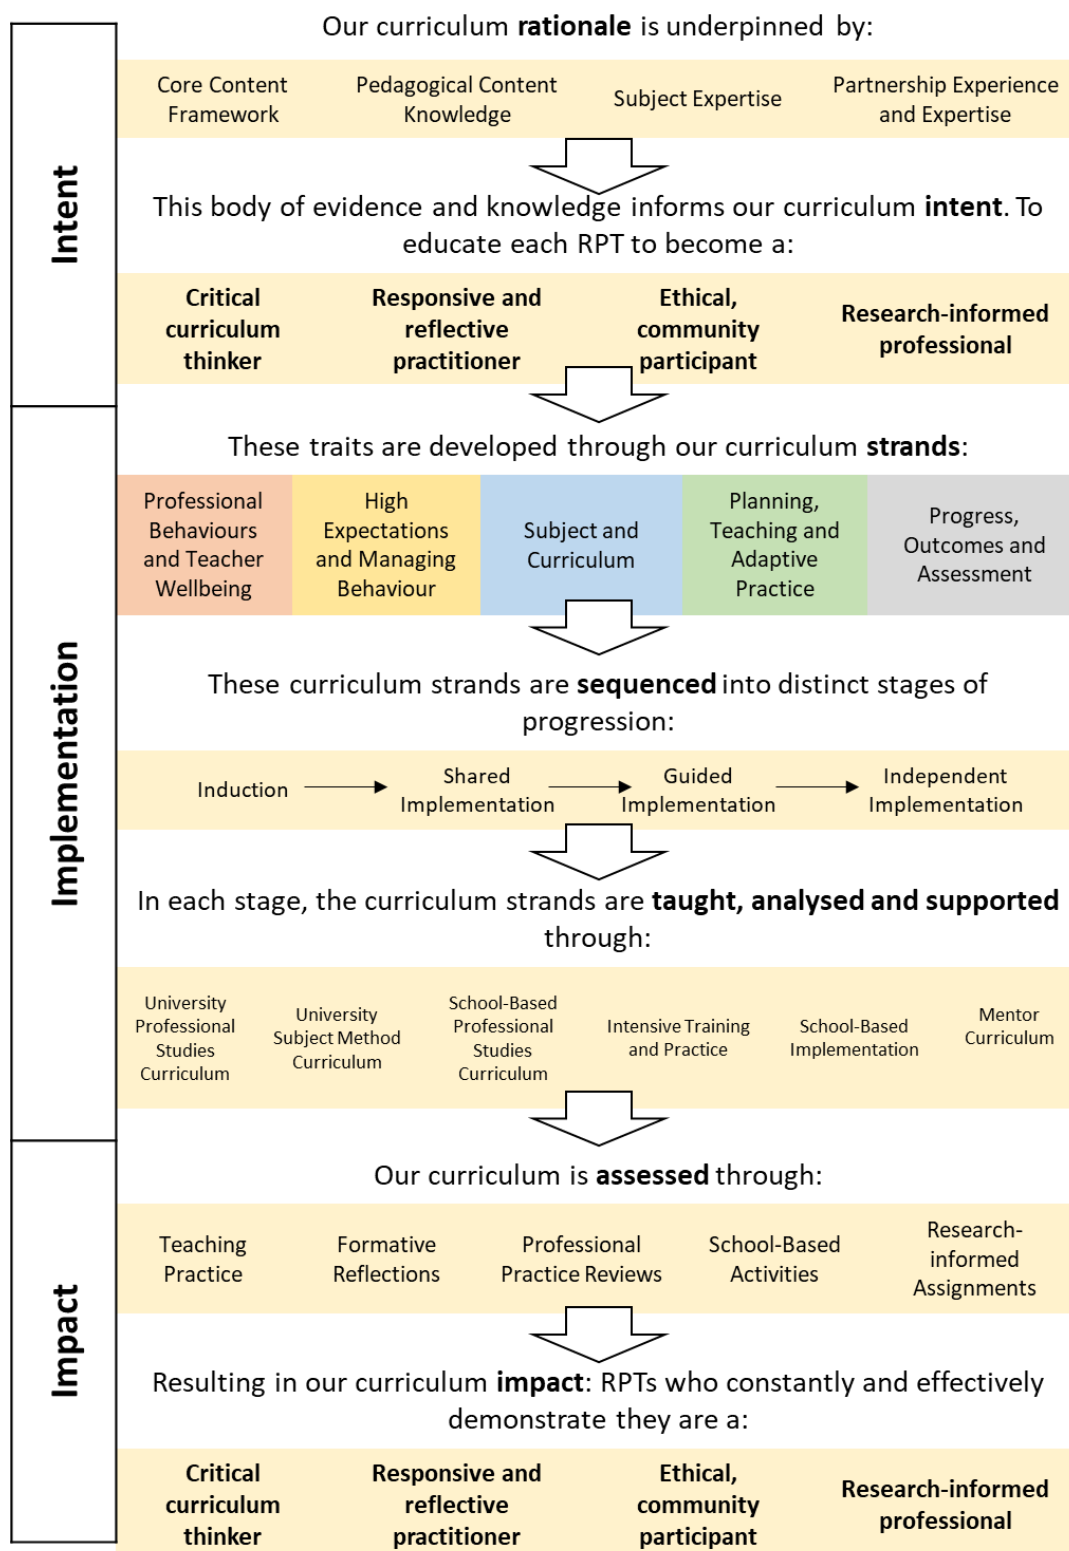 Intent
Our curriculum rationale is underpinned by:
Core Content
Framework
Pedagogical Content
Knowledge
Subject Expertise
Partnership Experience
and Expertise
This body of evidence and knowledge informs our curriculum intent. To
educate each RPT to become a:
Critical
curriculum
thinker
Responsive and
reflective
practitioner
Ethical,
community
participant
Research-informed
professional
Implementation
These traits are developed through our curriculum strands:
Professional
Behaviours
and Teacher
Wellbeing
High
Expectations
and Managing
Behaviour
Subject and
Curriculum
Planning,
Teaching and
Adaptive
Practice
Progress,
Outcomes and
Assessment
These curriculum strands are sequenced into distinct stages of
progression:
Induction
Shared
Implementation
Guided
Implementation
Independent
Implementation
In each stage, the curriculum strands are taught, analysed and supported
through:
University
Professional
Studies
Curriculum
University
Subject Method
Curriculum
School-Based
Professional
Studies
Curriculum
Intensive Training
and Practice
School-Based
Implementation
Mentor
Curriculum
Impact
Our curriculum is assessed through:
Teaching
Practice
Formative
Reflections
Professional
Practice Reviews
School-Based
Activities
Research-
informed
Assignments
Resulting in our curriculum impact: RPTs who constantly and effectively
demonstrate they are a:
Critical
curriculum
thinker
Responsive and
reflective
practitioner
Ethical,
community
participant
Research-informed
professional